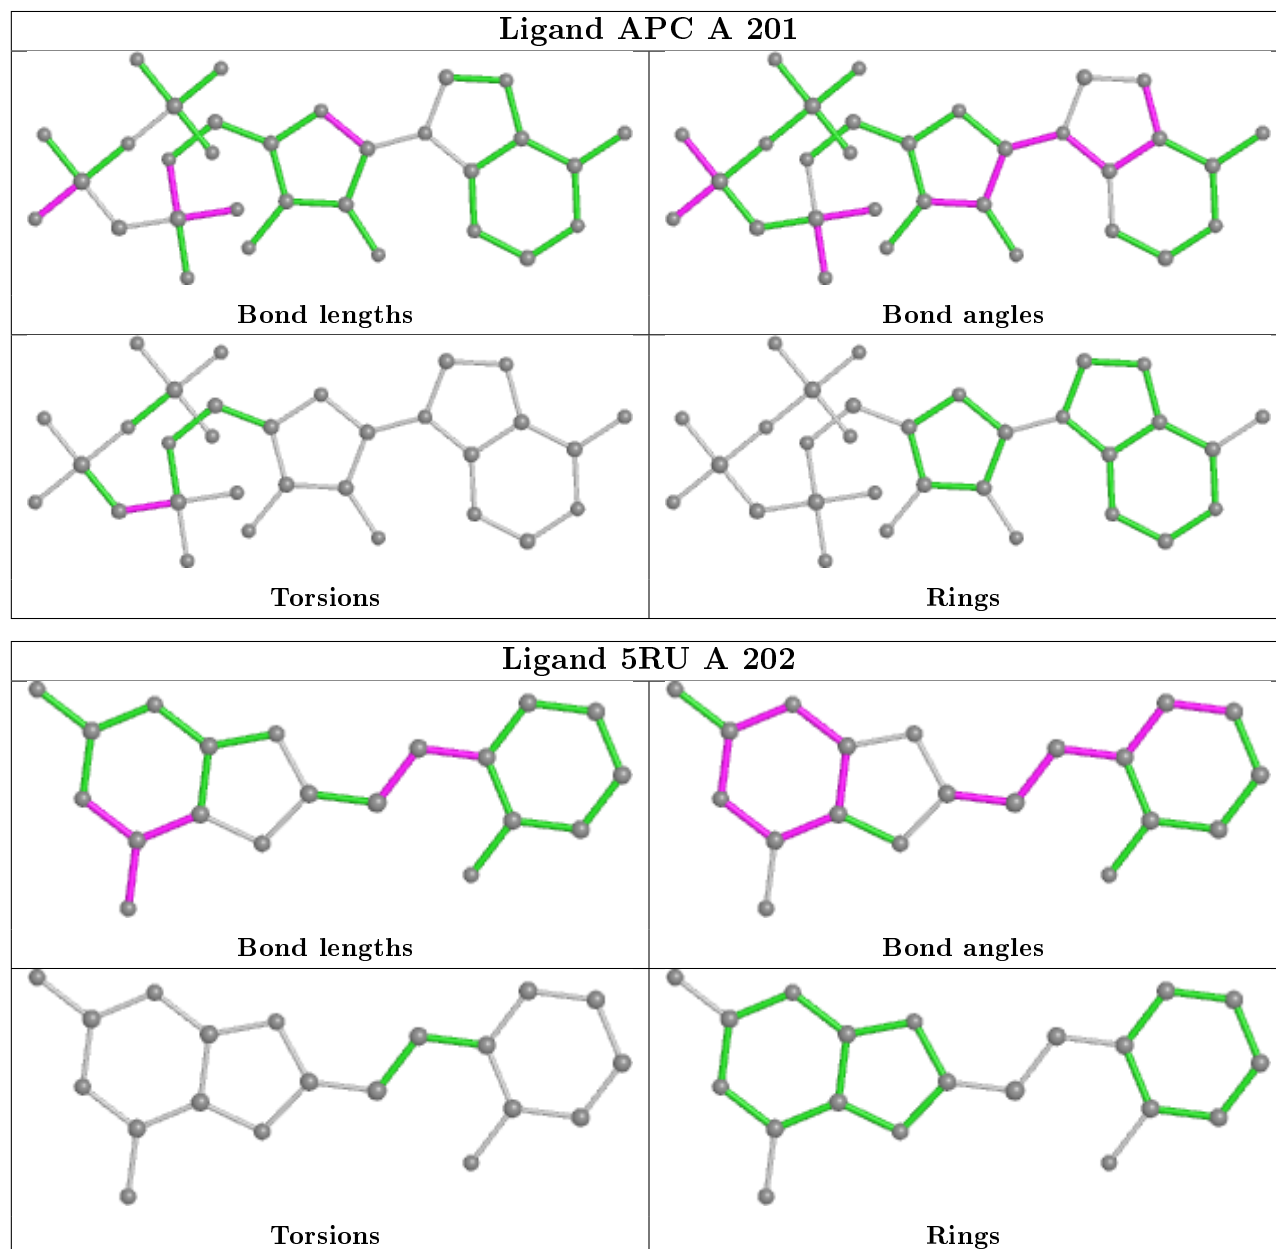 Ligand APC A 201
Bond lengths
Bond angles
Torsions
Rings
Ligand 5RU A 202
Bond lengths
Bond angles
Torsions
Rings